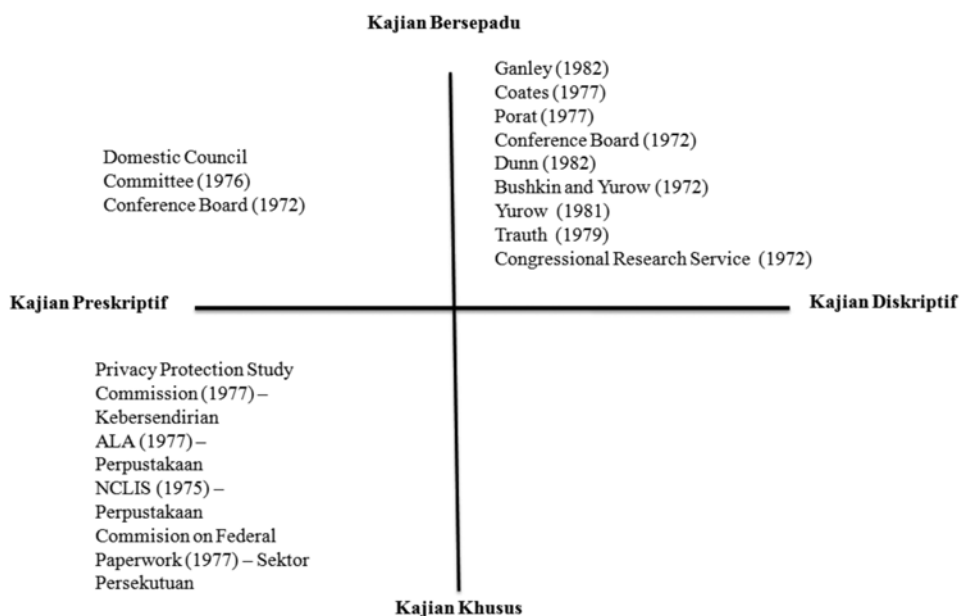 Kajian Bersepadu
Ganley (1982)
Coates (1977)
Porat (1977)
Conference Board (1972)
Dunn (1982)
Bushkin and Yurow (1972)
Yurow (1981)
Trauth (1979)
Congressional Research Service (1972)
Domestic Council
Committee (1976)
Conference Board (1972)
Kajian Preskriptif
Kajian Diskriptif
Privacy Protection Study
Commission (1977) –
Kebersendirian
ALA (1977) –
Perpustakaan
NCLIS (1975) –
Perpustakaan
Commision on Federal
Paperwork (1977) – Sektor
Persekutuan
Kajian Khusus